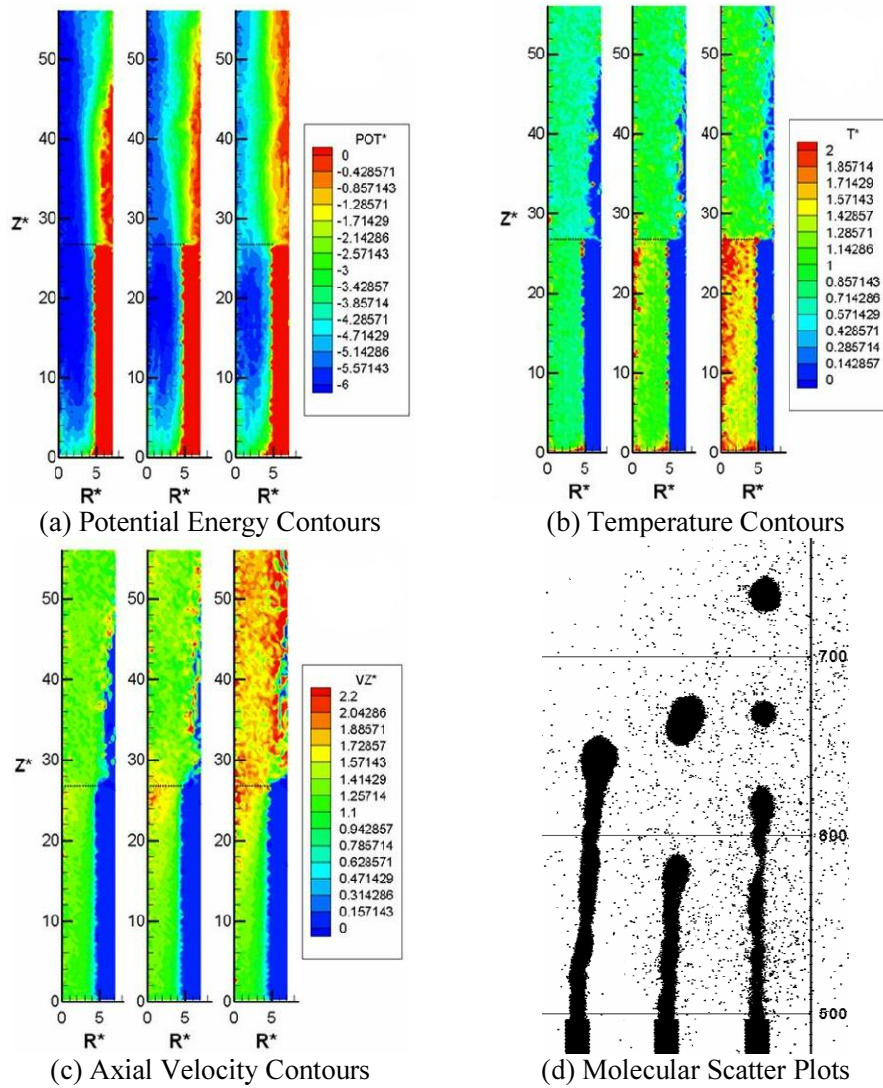 50 50 50
40 40 40
Z* 30 30 30
20 20 20
10 10 10
0 0 0
0 5 0 5 0 5
R* R* R*
POT*
0
-0.428571
-0.857143
-1.28571
-1.71429
-2.14286
-2.57143
-3
-3.42857
-3.85714
-4.28571
-4.71429
-5.14286
-5.57143
-6
(a) Potential Energy Contours
50 50 50
40 40 40
Z* 30 30 30
20 20 20
10 10 10
0 0 0
0 5 0 5 0 5
R* R* R*
T*
2
1.85714
1.71429
1.57143
1.42857
1.28571
1.14286
1
0.857143
0.714286
0.571429
0.428571
0.285714
0.142857
0
(b) Temperature Contours
50 50 50
40 40 40
Z* 30 30 30
20 20 20
10 10 10
0 0 0
0 5 0 5 0 5
R* R* R*
VZ*
2.2
2.04286
1.88571
1.72857
1.57143
1.41429
1.25714
1.1
0.942857
0.785714
0.628571
0.471429
0.314286
0.157143
0
(c) Axial Velocity Contours
700
600
500
(d) Molecular Scatter Plots